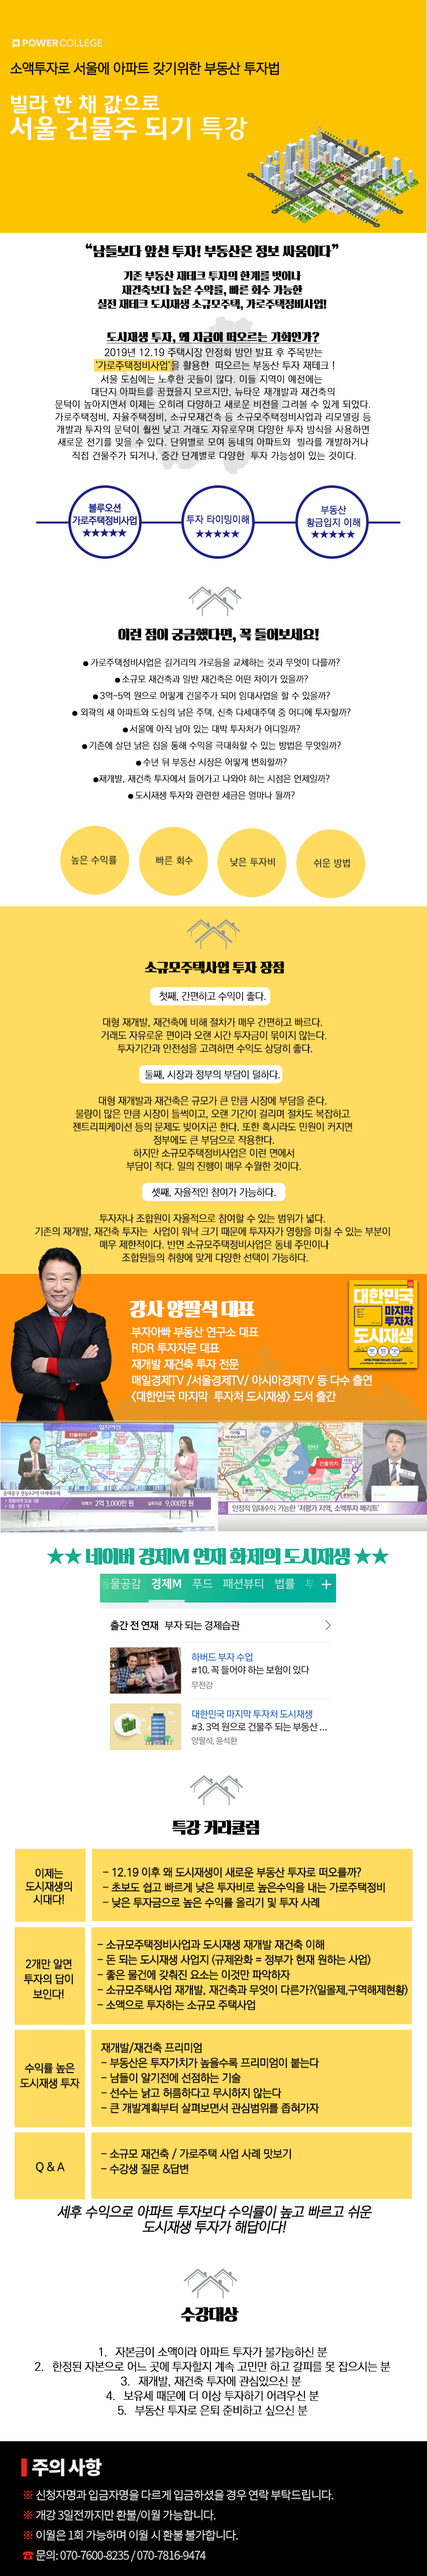 POWER COLLEGE
소액투자로 서울에 아파트 갖기위한 부동산 투자법
빌라 한 채 값으로
서울 건물주 되기 특강
“남들보다 앞선 투자! 부동산은 정보 싸움이다”
기존 부동산 재테크 투자의 한계를 벗어나
재건축보다 높은 수익률, 빠른 회수 가능한
실전 재테크 도시재생 소규모주택, 가로주택정비사업!
도시재생 투자, 왜 지금이 떠오르는 기회인가?
2019년 12.19 주택시장 안정화 방안 발표 후 주목받는
'가로주택정비사업'을 활용한 떠오르는 부동산 투자 재테크 !
서울 도심에는 노후한 곳들이 많다. 이들 지역이 예전에는
대단지 아파트를 꿈꿨을지 모르지만, 뉴타운 재개발과 재건축의
문턱이 높아지면서 이제는 오히려 다양하고 새로운 비전을 그려볼 수 있게 되었다.
가로주택정비, 자율주택정비, 소규모재건축 등 소규모주택정비사업과 리모델링 등
개발과 투자의 문턱이 훨씬 낮고 개래도 자유로우며 다양한 투자 방식을 사용하면
새로운 전기를 맞을 수 있다. 단위별로 모여 동네의 아파트와 빌라를 개발하거나
직접 건물주가 되거나, 중간 단계별로 다양한 투자 가능성이 있는 것이다.
블루오션
가로주택정비사업
★★★★★
투자 타이밍이해
★★★★★
부동산
황금입지 이해
★★★★★
이런 점이 궁금했다면, 꼭 들어보세요!
● 가로주택정비사업은 길거리의 가로등을 교체하는 것과 무엇이 다를까?
● 소규모 재건축과 일반 재건축은 어떤 차이가 있을까?
● 3억~5억 원으로 어떻게 건물주가 되어 임대사업을 할 수 있을까?
● 외곽의 새 아파트와 도심의 낡은 주택, 신축 다세대주택 중 어디에 투자할까?
● 서울에 아직 남아 있는 대박 투자처가 어디일까?
● 기존에 살던 낡은 집을 통해 수익을 극대화할 수 있는 방법은 무엇일까?
● 수년 뒤 부동산 시장은 어떻게 변화할까?
●재개발, 재건축 투자에서 들어가고 나와야 하는 시점은 언제일까?
● 도시재생 투자와 관련한 세금은 얼마나 될까?
높은 수익률
빠른 회수
낮은 투자비
쉬운 방법
소규모주택사업 투자 장점
첫째, 간편하고 수익이 좋다.
대형 재개발, 재건축에 비해 절차가 매우 간편하고 빠르다.
거래도 자유로운 편이라 오랜 시간 투자금이 묶이지 않는다.
투자기간과 안전성을 고려하면 수익도 상당히 좋다.
둘째, 시장과 정부의 부담이 덜하다.
대형 재개발과 재건축은 규모가 큰 만큼 시장에 부담을 준다.
물량이 많은 만큼 시장이 들썩이고, 오랜 기간이 걸리며 절차도 복잡하고
젠트리피케이션 등의 문제도 빚어지곤 한다. 또한 혹시라도 민원이 커지면
정부에도 큰 부담으로 작용한다.
하지만 소규모주택정비사업은 이런 면에서
부담이 적다. 일의 진행이 매우 수월한 것이다.
셋째, 자율적인 참여가 가능하다.
투자자나 조합원이 자율적으로 참여할 수 있는 범위가 넓다.
기존의 재개발, 재건축 투자는 사업이 워낙 크기 때문에 투자자가 영향을 미칠 수 있는 부분이
매우 제한적이다. 반면 소규모주택정비사업은 동네 주민이나
조합원들의 취향에 맞게 다양한 선택이 가능하다.
강사 양팔석 대표
부자아빠 부동산 연구소 대표
RDR 투자자문 대표
재개발 재건축 투자 전문
매일경제TV /서울경제TV/ 아시아경제TV 등 다수 출연
<대한민국 마지막 투자처 도시재생> 도서 출간
대한민국
마지막
투자처
도시재생
입지여건
건물위치
매매가 2억 3,000만 원 실투자금 9,000만 원
안산
건물위치
안정적 임대수익 가능한 '저평가 지역, 소액투자 메리트'
★★ 네이버 경제M 연재 화제의 도시재생 ★★
동물공감 경제M 푸드 패션뷰티 법률 +
출간 전 연재 부자 되는 경제습관
하버드 부자 수업
#10. 꼭 들어야 하는 보험이 있다
무천강
대한민국 마지막 투자처 도시재생
#3. 3억 원으로 건물주 되는 부동산 ...
양팔석, 윤석환
특강 커리큘럼
이제는
도시재생의
시대다!
- 12.19 이후 왜 도시재생이 새로운 부동산 투자로 떠오를까?
- 초보도 쉽고 빠르게 낮은 투자비로 높은수익을 내는 가로주택정비
- 낮은 투자금으로 높은 수익률 올리기 및 투자 사례
2개만 알면
투자의 답이
보인다!
- 소규모주택정비사업과 도시재생 재개발 재건축 이해
- 돈 되는 도시재생 사업지 (규제완화 = 정부가 현재 원하는 사업)
- 좋은 물건에 갖춰진 요소는 이것만 파악하자
- 소규모주택사업 재개발, 재건축과 무엇이 다른가?(일몰제,구역해제현황)
- 소액으로 투자하는 소규모 주택사업
수익률 높은
도시재생 투자
재개발/재건축 프리미엄
- 부동산은 투자가치가 높을수록 프리미엄이 붙는다
- 남들이 알기전에 선점하는 기술
- 선수는 낡고 허름하다고 무시하지 않는다
- 큰 개발계획부터 살펴보면서 관심범위를 좁혀가자
Q & A
- 소규모 재건축 / 가로주택 사업 사례 맛보기
- 수강생 질문 &답변
세후 수익으로 아파트 투자보다 수익률이 높고 빠르고 쉬운
도시재생 투자가 해답이다!
수강대상
1. 자본금이 소액이라 아파트 투자가 불가능하신 분
2. 한정된 자본으로 어느 곳에 투자할지 계속 고민만 하고 갈피를 못 잡으시는 분
3. 재개발, 재건축 투자에 관심있으신 분
4. 보유세 때문에 더 이상 투자하기 어려우신 분
5. 부동산 투자로 은퇴 준비하고 싶으신 분
주의사항
※ 신청자명과 입금자명을 다르게 입금하셨을 경우 연락 부탁드립니다.
※ 개강 3일전까지만 환불/이월 가능합니다.
※ 이월은 1회 가능하며 이월 시 환불 불가합니다.
☎ 문의: 070-7600-8235 / 070-7816-9474